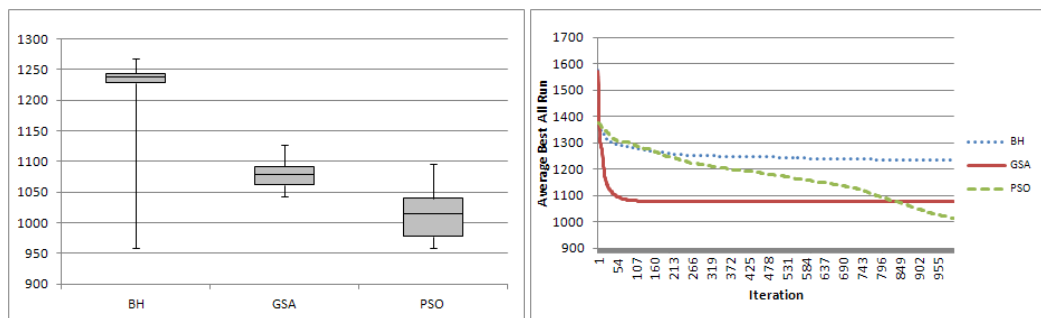 1300
1250
1200
1150
1100
1050
1000
950
900
BH GSA PSO
1700
1600
1500
1400
1300
1200
1100
1000
900
Average Best All Run
1 54 107 160 213 266 319 372 425 478 531 584 637 690 743 796 849 902 955
Iteration
BH
GSA
PSO